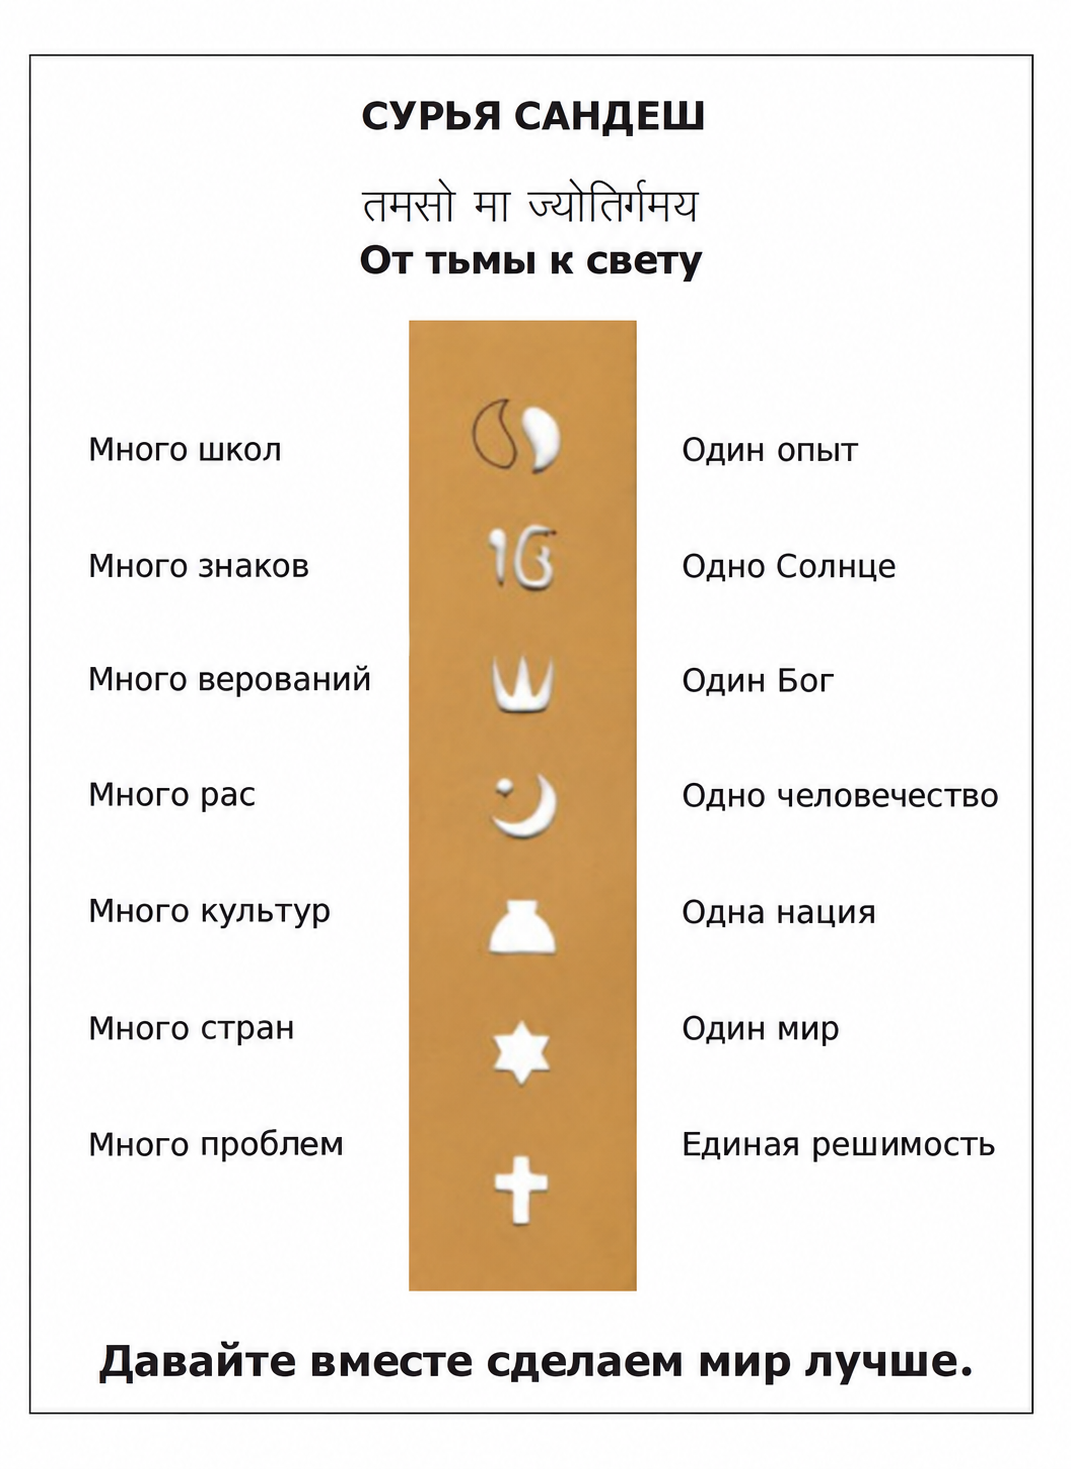 СУРЬЯ САНДЕШ
तमसो मा ज्योतिर्गमय
От тьмы к свету
Много школ Один опыт
Много знаков Одно Солнце
Много верований Один Бог
Много рас Одно человечество
Много культур Одна нация
Много стран Один мир
Много проблем Единая решимость
Давайте вместе сделаем мир лучше.